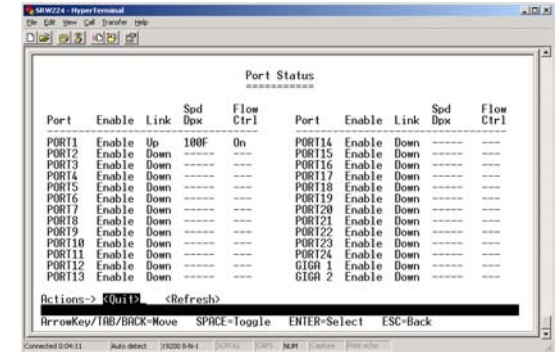 SRW224 - HyperTerminal
File Edit View Call Transfer Help
Port Status
===========
Port Enable Link Spd Dpx Flow Ctrl Port Enable Link Spd Dpx Flow Ctrl
PORT1 Enable Up 100F On PORT14 Enable Down ----- ---
PORT2 Enable Down ----- --- PORT15 Enable Down ----- ---
PORT3 Enable Down ----- --- PORT16 Enable Down ----- ---
PORT4 Enable Down ----- --- PORT17 Enable Down ----- ---
PORT5 Enable Down ----- --- PORT18 Enable Down ----- ---
PORT6 Enable Down ----- --- PORT19 Enable Down ----- ---
PORT7 Enable Down ----- --- PORT20 Enable Down ----- ---
PORT8 Enable Down ----- --- PORT21 Enable Down ----- ---
PORT9 Enable Down ----- --- PORT22 Enable Down ----- ---
PORT10 Enable Down ----- --- PORT23 Enable Down ----- ---
PORT11 Enable Down ----- --- PORT24 Enable Down ----- ---
PORT12 Enable Down ----- --- GIGA 1 Enable Down ----- ---
PORT13 Enable Down ----- --- GIGA 2 Enable Down ----- ---
Actions-> <Quit> <Refresh>
ArrowKey/TAB/BACK=Move SPACE=Toggle ENTER=Select ESC=Back
Connected 0:04:11 Auto detect 19200 8-N-1 SCROLL CAPS NUM Capture Print echo